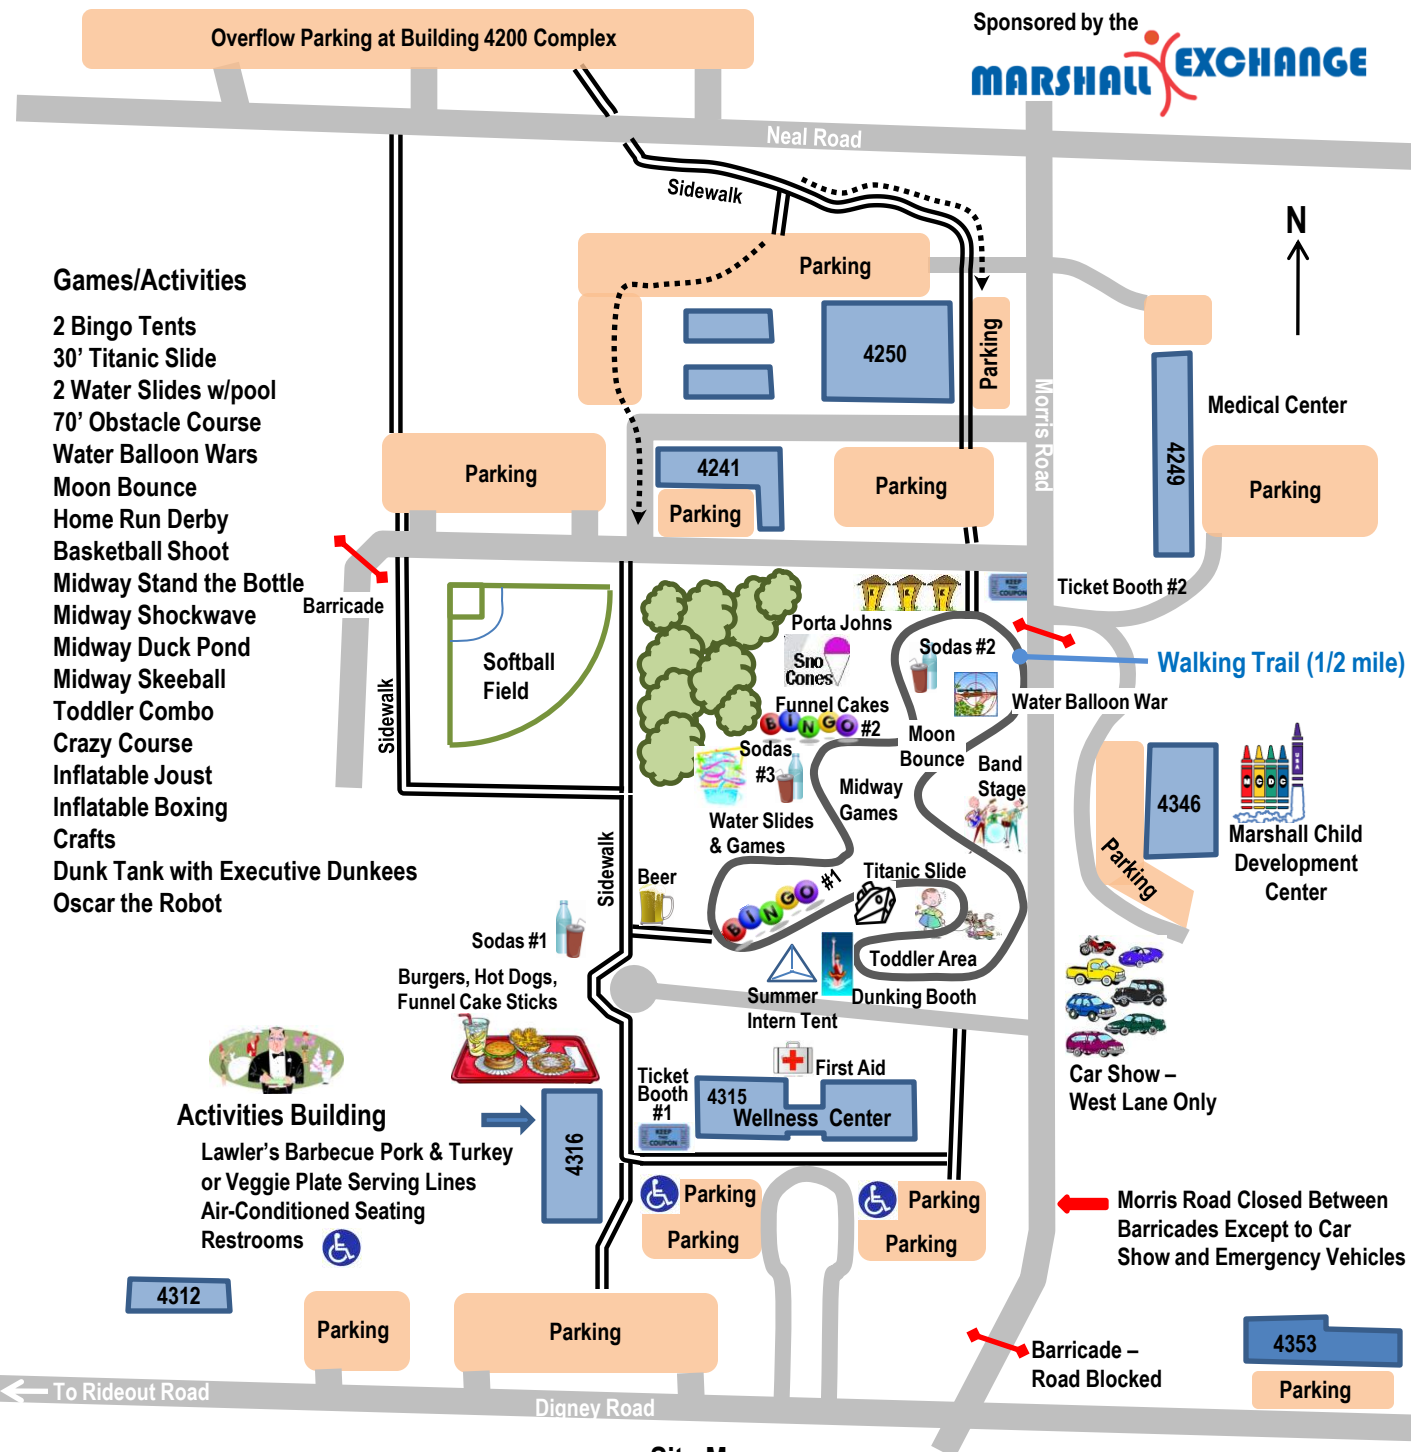 Overflow Parking at Building 4200 Complex
Sponsored by the
MARSHALL EXCHANGE
Neal Road
Sidewalk
N
Parking
Games/Activities
2 Bingo Tents
30’ Titanic Slide
2 Water Slides w/pool
70’ Obstacle Course
Water Balloon Wars
Moon Bounce
Home Run Derby
Basketball Shoot
Midway Stand the Bottle
Midway Shockwave
Midway Duck Pond
Midway Skeeball
Toddler Combo
Crazy Course
Inflatable Joust
Inflatable Boxing
Crafts
Dunk Tank with Executive Dunkees
Oscar the Robot
4250
Parking
Morris Road
Medical Center
4249
Parking
Parking
4241
Parking
Parking
Barricade
Sidewalk
Softball
Field
Porta Johns
KEEP
THIS
COUPON
Ticket Booth #2
Sno
Cones
Sodas #2
Walking Trail (1/2 mile)
Water Balloon War
Funnel Cakes
#2
BINGO
Moon
Bounce
Sodas
#3
Band
Stage
Midway
Games
Water Slides
& Games
4346
Parking
MCDC
USA
Marshall Child
Development
Center
Sidewalk
Beer
BINGO
#1
Titanic Slide
Toddler Area
Sodas #1
Burgers, Hot Dogs,
Funnel Cake Sticks
Summer
Intern Tent
Dunking Booth
Car Show –
West Lane Only
First Aid
Ticket
Booth
#1
KEEP
THIS
COUPON
4315
Wellness Center
Activities Building
4316
Lawler’s Barbecue Pork & Turkey
or Veggie Plate Serving Lines
Air-Conditioned Seating
Restrooms
Parking
Parking
Parking
Parking
Morris Road Closed Between
Barricades Except to Car
Show and Emergency Vehicles
4312
Parking
Parking
Barricade –
Road Blocked
4353
Parking
To Rideout Road
Digney Road